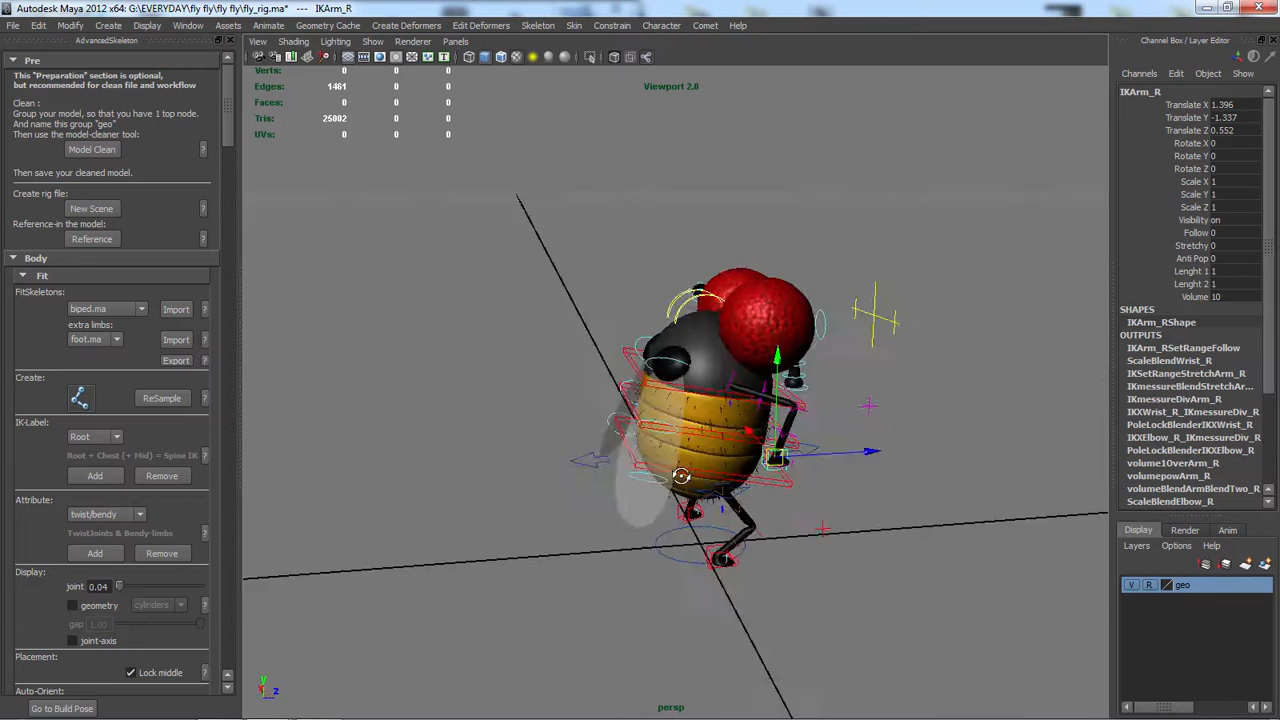 Autodesk Maya 2012 x64: G:\EVERYDAY\fly fly\fly fly\fly_rig.ma* --- IKArm_R
File Edit Modify Create Display Window Assets Animate Geometry Cache Create Deformers Edit Deformers Skeleton Skin Constraint Character Muscle Comet Help
AdvancedSkeleton
Pre
This "Preparation" section is optional,
but recommended for clean file and workflow
Clean :
Group your model, so that you have 1 top node.
And name this group "geo"
Then use the model-cleaner tool:
Model Clean ?
Then save your cleaned model.
Create rig file:
New Scene ?
Reference-in the model:
Reference ?
Body
Fit
FitSkeletons:
biped.ma Import ?
extra limbs:
foot.ma Import ?
Export ?
Create:
ReSample ?
IK-Label:
Root
Root + Chest (+ Mid) = Spine IK
Add Remove ?
Attribute:
twist/bendy
TwistJoints & Bendy-limbs
Add Remove ?
Display:
joint 0.04
geometry cylinders ?
gap 1.00 ?
joint-axis
Placement:
Lock middle ?
Auto-Orient:
Go to Build Pose
View Shading Lighting Show Renderer Panels
Verts: 0 0 0
Edges: 1461 0 0
Faces: 0 0 0
Tris: 25002 0 0
UVs: 0 0 0
Viewport 2.0
y
z
persp
Channel Box / Layer Editor
Channels Edit Object Show
IKArm_R
Translate X 1.396
Translate Y -1.337
Translate Z 0.552
Rotate X 0
Rotate Y 0
Rotate Z 0
Scale X 1
Scale Y 1
Scale Z 1
Visibility on
Follow 0
Stretchy 0
Anti Pop 0
Lenght 1 1
Lenght 2 1
Volume 10
SHAPES
IKArm_RShape
OUTPUTS
IKArm_RSetRangeFollow
ScaleBlendWrist_R
IKSetRangeStretchArm_R
IKmessureBlendStretchAr...
IKmessureDivArm_R
IKXWrist_R_IKmessureDiv_R
PoleLockBlenderIKXWrist_R
IKXElbow_R_IKmessureDi...
PoleLockBlenderIKXElbow_R
volume1OverArm_R
volumepowArm_R
volumeBlendArmBlendTwo_R
ScaleBlendElbow_R
Display Render Anim
Layers Options Help
V R geo